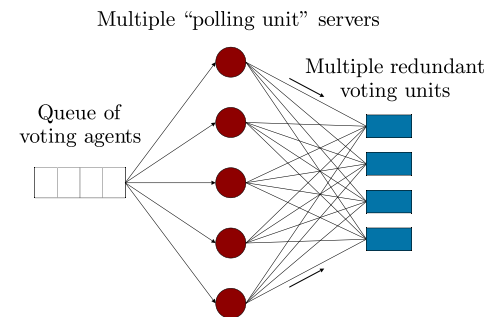 Multiple “polling unit” servers
Multiple redundant
voting units
Queue of
voting agents